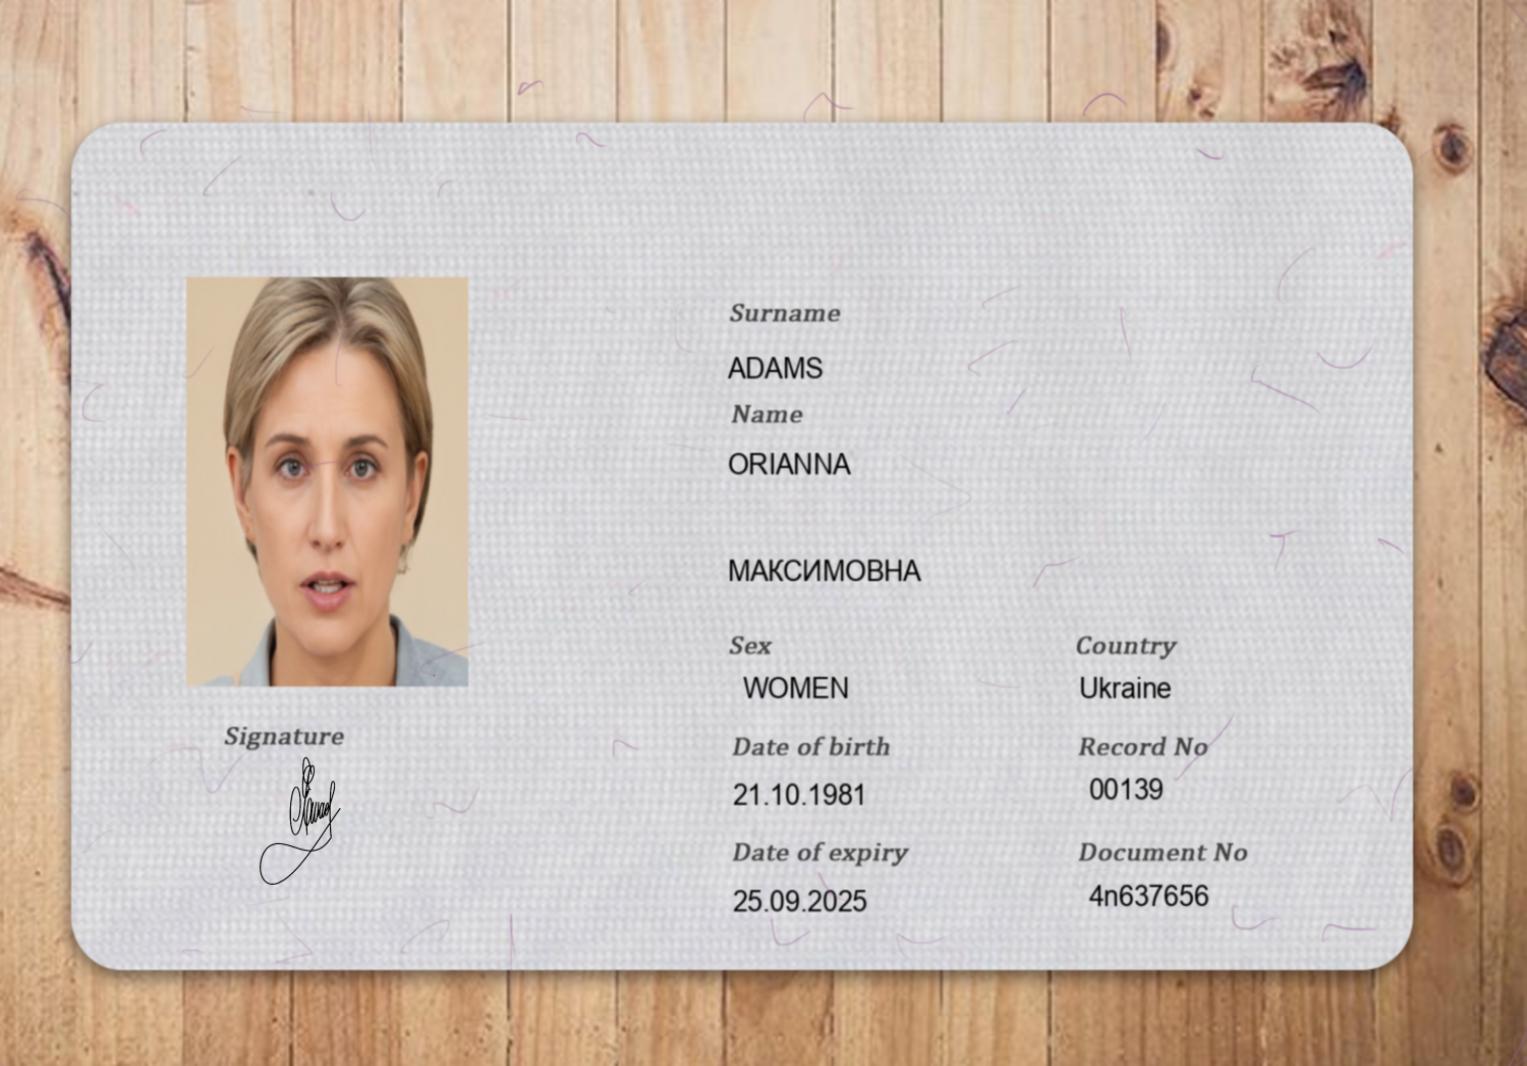 Surname
ADAMS
Name
ORIANNA
МАКСИМОВНА
Sex
Country
WOMEN
Ukraine
Date of birth
Record No
21.10.1981
00139
Date of expiry
Document No
25.09.2025
4n637656
Signature